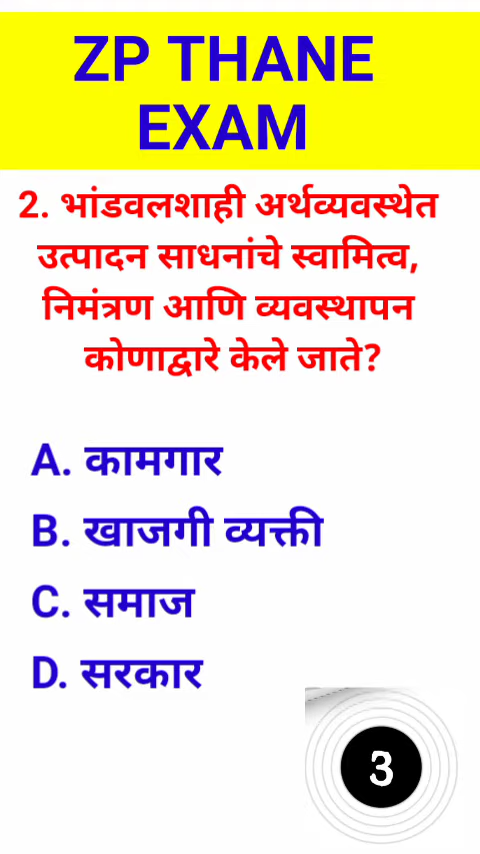 ZP THANE
EXAM
2. भांडवलशाही अर्थव्यवस्थेत
उत्पादन साधनांचे स्वामित्व,
निमंत्रण आणि व्यवस्थापन
कोणाद्वारे केले जाते?
A. कामगार
B. खाजगी व्यक्ती
C. समाज
D. सरकार
3